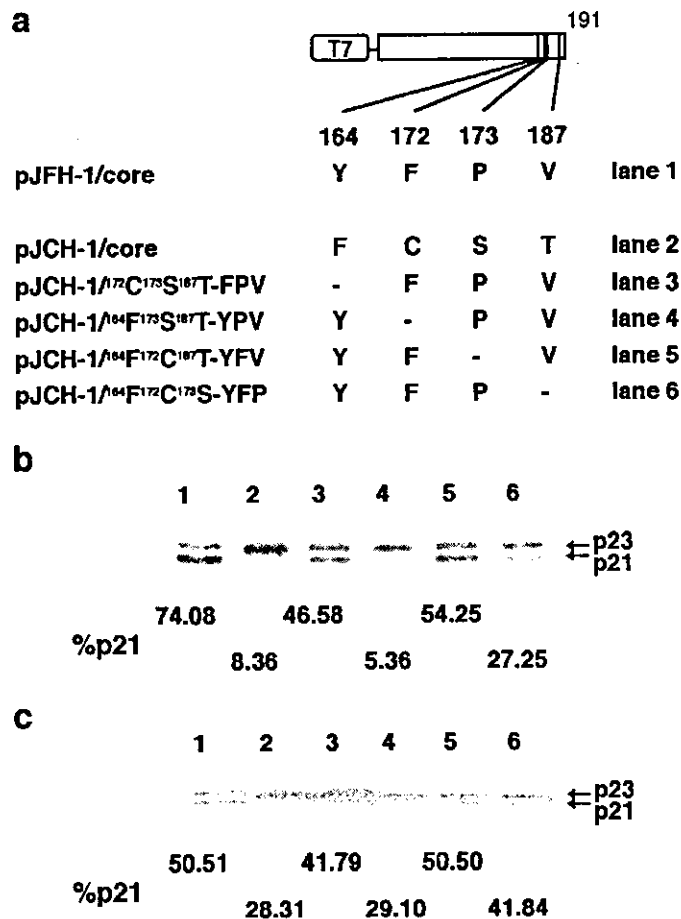 a
191
T7
164 172 173 187
pJFH-1/core Y F P V lane 1
pJCH-1/core F C S T lane 2
pJCH-1/¹⁷²C¹⁷³S¹⁸⁷T-FPV - F P V lane 3
pJCH-1/¹⁶⁴F¹⁷³S¹⁸⁷T-YPV Y - P V lane 4
pJCH-1/¹⁶⁴F¹⁷²C¹⁸⁷T-YFV Y F - V lane 5
pJCH-1/¹⁶⁴F¹⁷²C¹⁷³S-YFP Y F P - lane 6
b
1 2 3 4 5 6
p23
p21
74.08 46.58 54.25
%p21
8.36 5.36 27.25
c
1 2 3 4 5 6
p23
p21
50.51 41.79 50.50
%p21
28.31 29.10 41.84